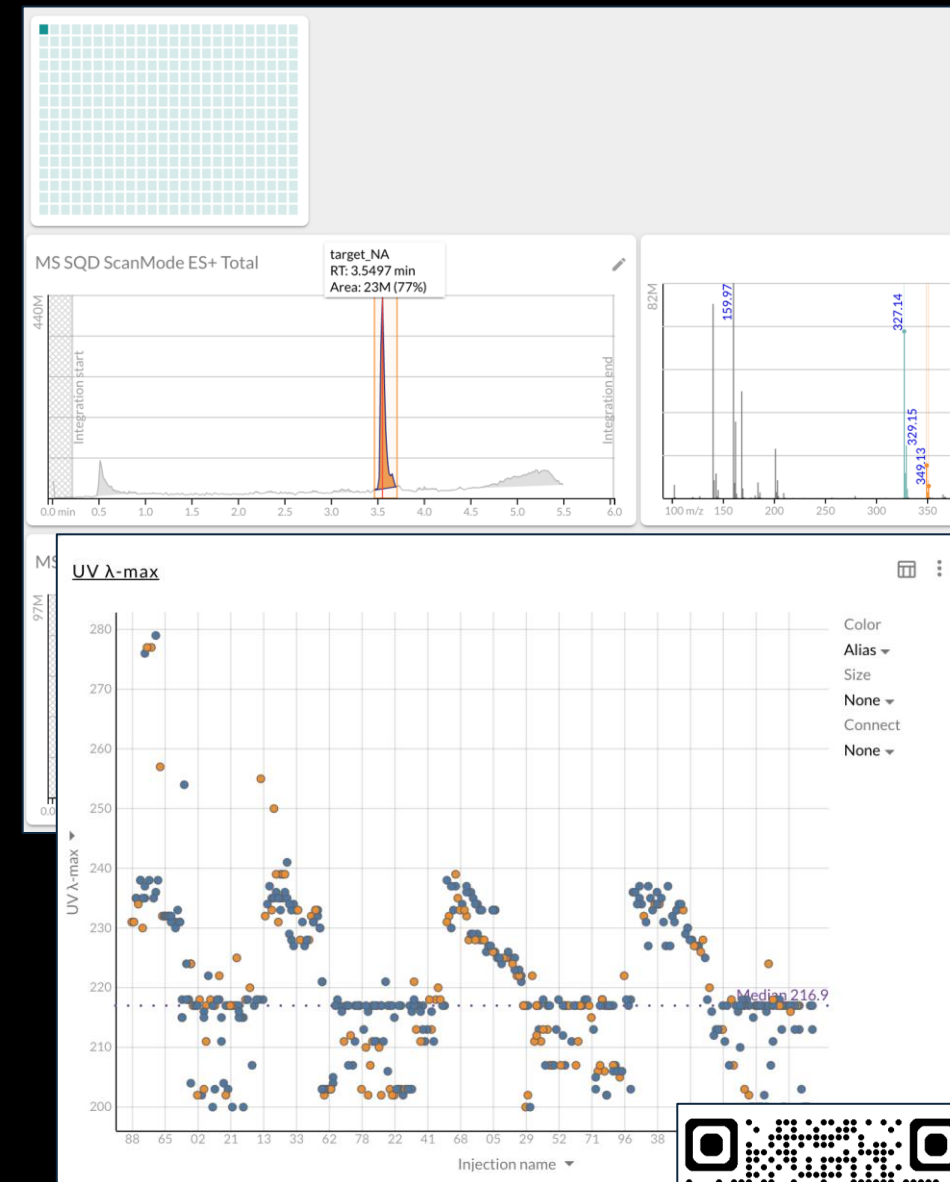 MS SQD ScanMode ES+ Total
target_NA
RT: 3.5497 min
Area: 23M (77%)
440M
Integration start
Integration end
0.0 min 0.5 1.0 1.5 2.0 2.5 3.0 3.5 4.0 4.5 5.0 5.5 6.0
82M
159.97
327.14
329.15
349.13
100 m/z 150 200 250 300 350
MS
97M
0.0
UV λ-max
Color
Alias
Size
None
Connect
None
UV λ-max
280
270
260
250
240
230
220
210
200
Median 216.9
88 65 02 21 13 33 62 78 22 41 68 05 29 52 71 96 38
Injection name